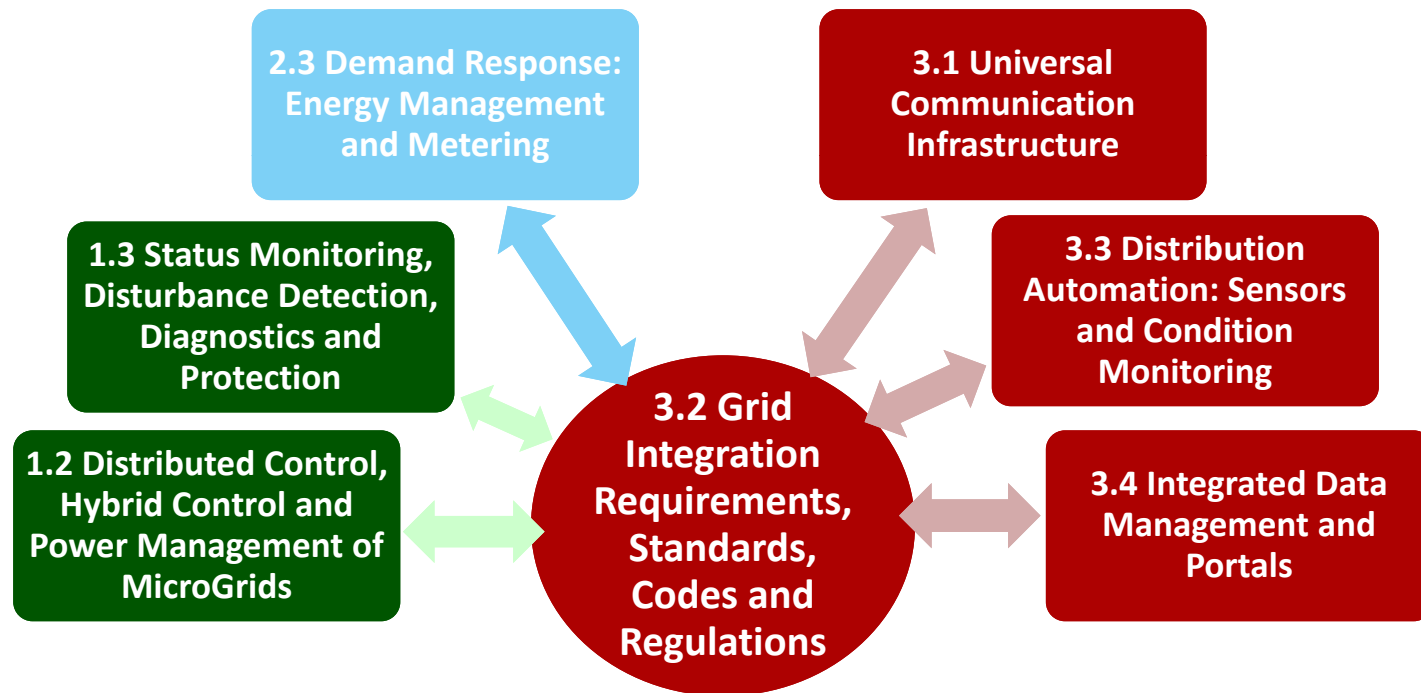 2.3 Demand Response:
Energy Management
and Metering
3.1 Universal
Communication
Infrastructure
1.3 Status Monitoring,
Disturbance Detection,
Diagnostics and
Protection
3.3 Distribution
Automation: Sensors
and Condition
Monitoring
1.2 Distributed Control,
Hybrid Control and
Power Management of
MicroGrids
3.2 Grid
Integration
Requirements,
Standards,
Codes and
Regulations
3.4 Integrated Data
Management and
Portals